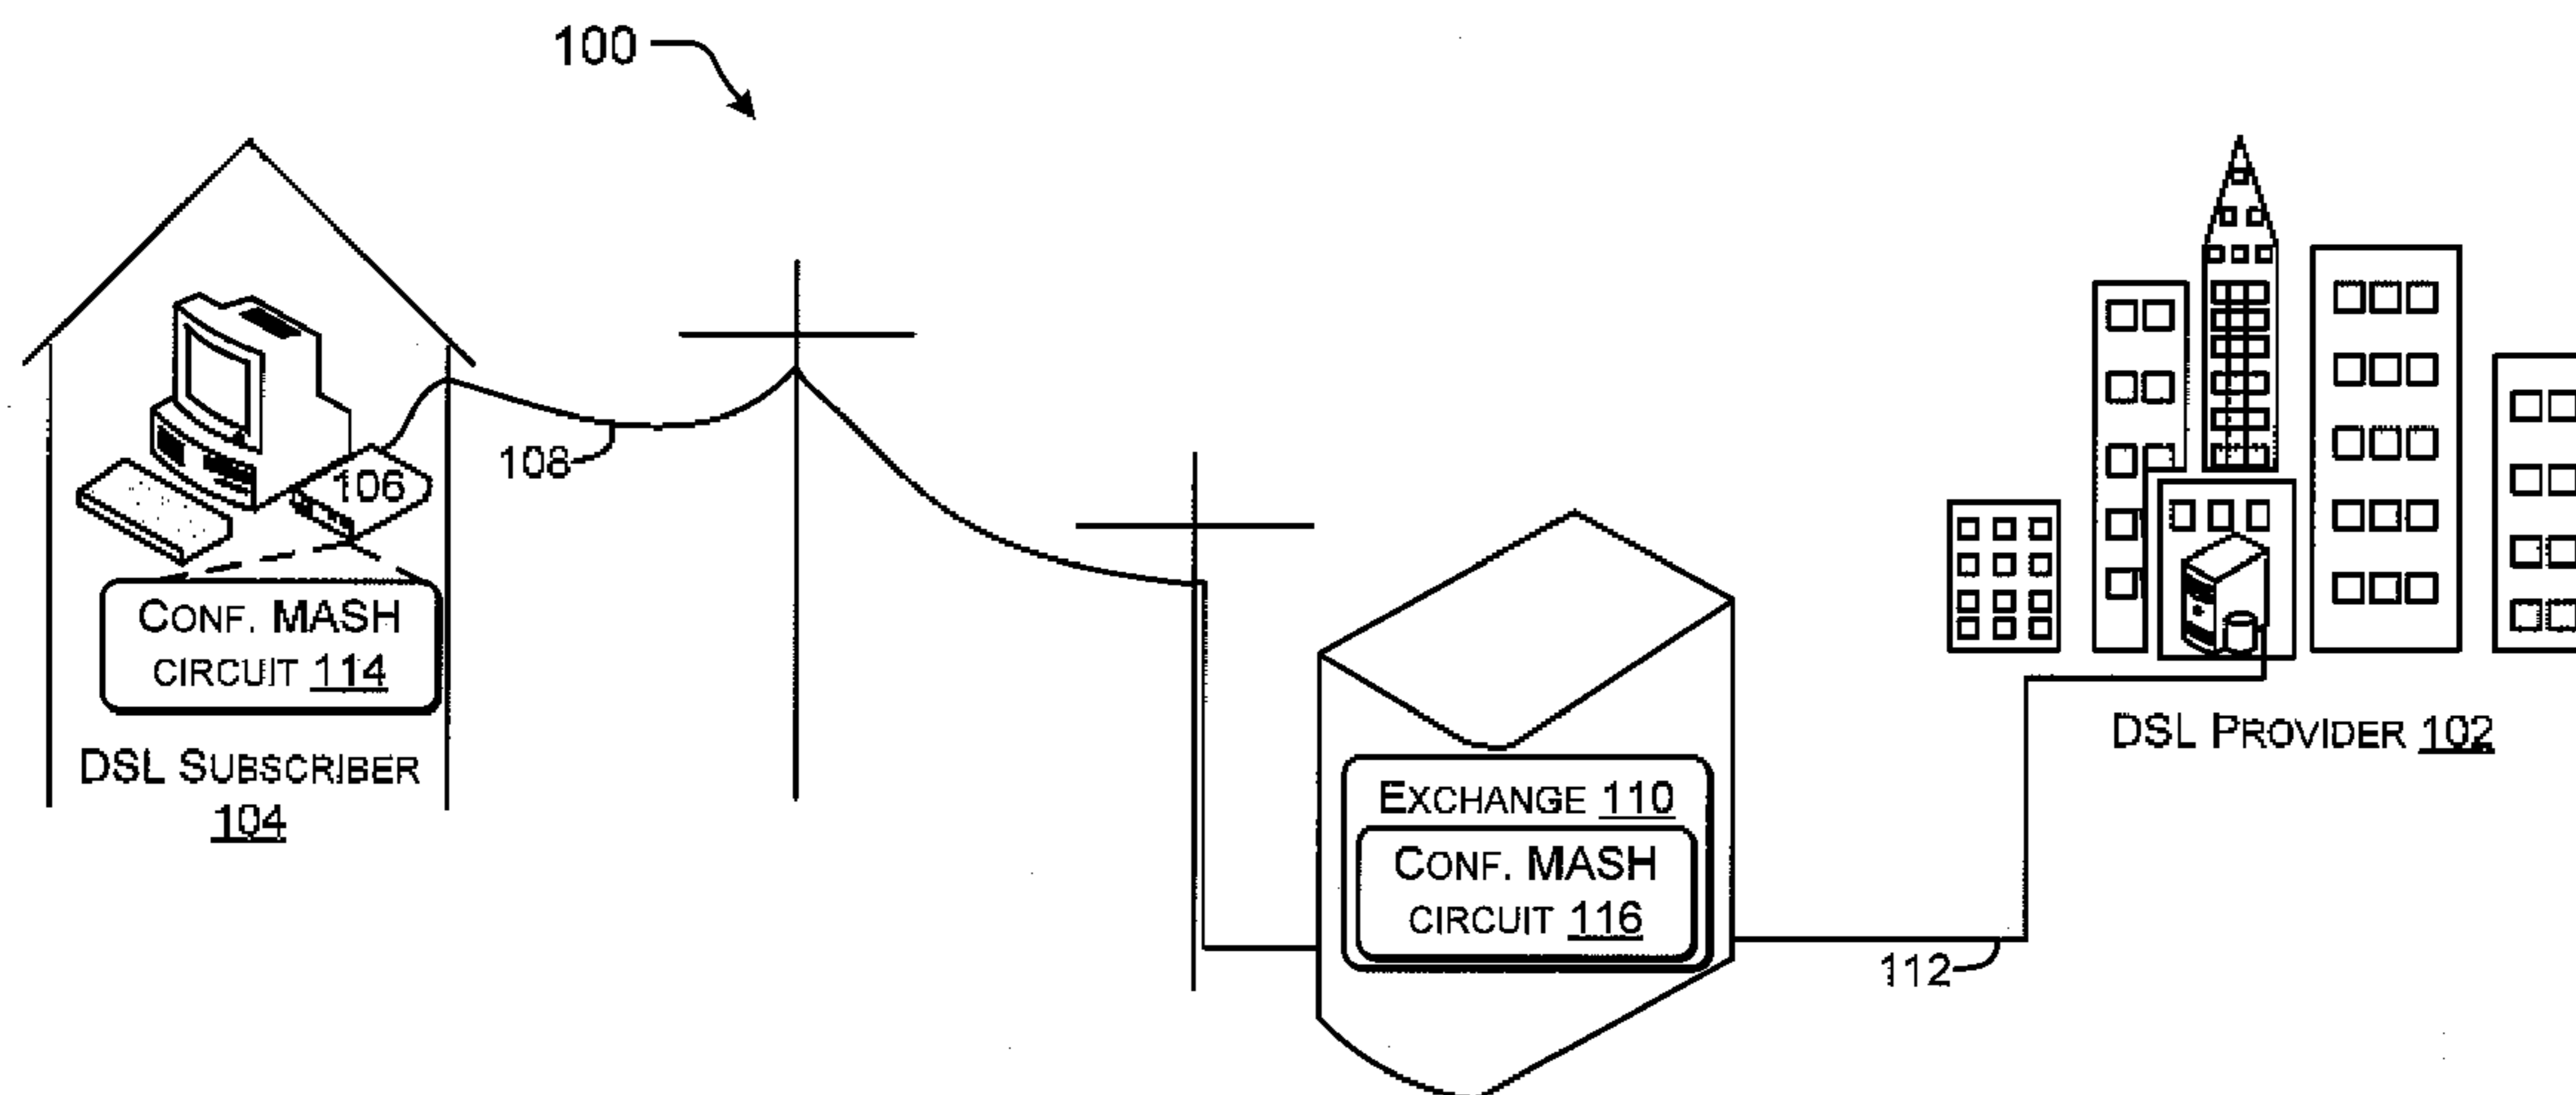 100
106
108
CONF. MASH
CIRCUIT 114
DSL SUBSCRIBER
104
EXCHANGE 110
CONF. MASH
CIRCUIT 116
112
DSL PROVIDER 102